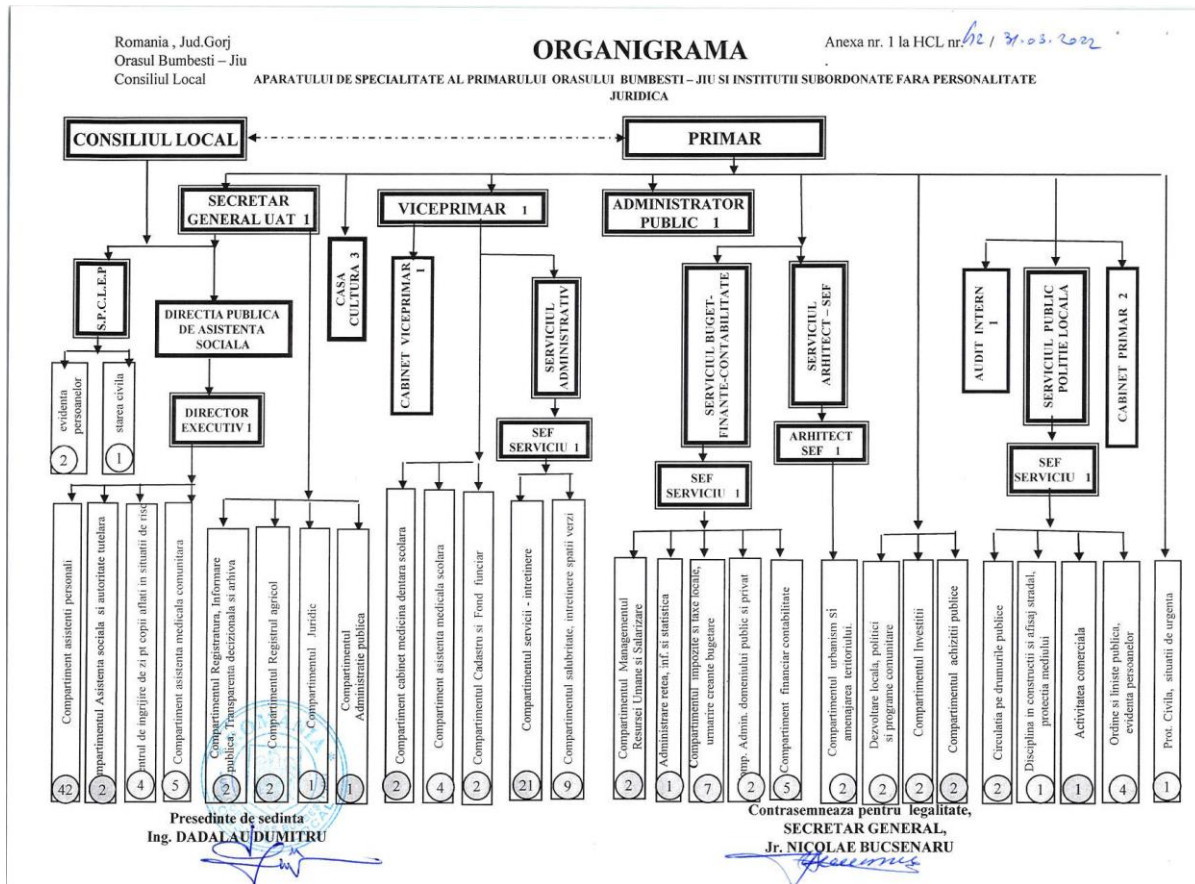 Romania , Jud.Gorj
Orasul Bumbesti – Jiu
Consiliul Local
ORGANIGRAMA
Anexa nr. 1 la HCL nr. 42 / 31.03.2022
APARATULUI DE SPECIALITATE AL PRIMARULUI ORASULUI BUMBESTI – JIU SI INSTITUTII SUBORDONATE FARA PERSONALITATE
JURIDICA
CONSILIUL LOCAL
PRIMAR
SECRETAR
GENERAL UAT 1
VICEPRIMAR 1
ADMINISTRATOR
PUBLIC 1
S.P.C.L.E.P
DIRECTIA PUBLICA
DE ASISTENTA
SOCIALA
CASA
CULTURA 3
CABINET VICEPRIMAR
1
SERVICIUL
ADMINISTRATIV
SERVICIUL BUGET-
FINANTE-CONTABILITATE
SERVICIUL
ARHITECT – SEF
AUDIT INTERN
1
SERVICIUL PUBLIC
POLITIE LOCALA
CABINET PRIMAR 2
evidenta
persoanelor
2
starea civila
1
DIRECTOR
EXECUTIV 1
SEF
SERVICIU 1
SEF
SERVICIU 1
ARHITECT
SEF 1
SEF
SERVICIU 1
Compartiment asistenti personali
42
mpartimentul Asistenta sociala si autoritate tutelara
2
entrul de ingrijire de zi pt copii aflati in situatii de risc
4
Compartiment asistenta medicala comunitara
5
Compartimentul Registratura, Informare
publica, Transparenta decizionala si arhiva
2
Compartimentul Registrul agricol
2
Compartimentul Juridic
1
Compartimentul
Administratie publica
1
Compartiment cabinet medicina dentara scolara
2
Compartiment asistenta medicala scolara
4
Compartimentul Cadastru si Fond funciar
2
Compartimentul servicii - intretinere
21
Compartimentul salubritate, intretinere spatii verzi
9
Compartimentul Managementul
Resursei Umane si Salarizare
2
Administrare retea, inf. si statistica
1
Compartimentul impozite si taxe locale,
urmarire creante bugetare
7
omp. Admin. domeniului public si privat
2
Compartiment financiar contabilitate
5
Compartimentul urbanism si
amenajarea teritoriului.
2
Dezvoltare locala, politici
si programe comunitare
2
Compartimentul Investitii
2
Compartimentul achizitii publice
2
Circulatia pe drumurile publice
2
Disciplina in constructii si afisaj stradal,
protectia mediului
1
Activitatea comerciala
1
Ordine si liniste publica,
evidenta persoanelor
4
Prot. Civila, situatii de urgenta
1
ROMANIA
Presedinte de sedinta
Ing. DADALAU DUMITRU
Contrasemneaza pentru legalitate,
SECRETAR GENERAL,
Jr. NICOLAE BUCSENARU